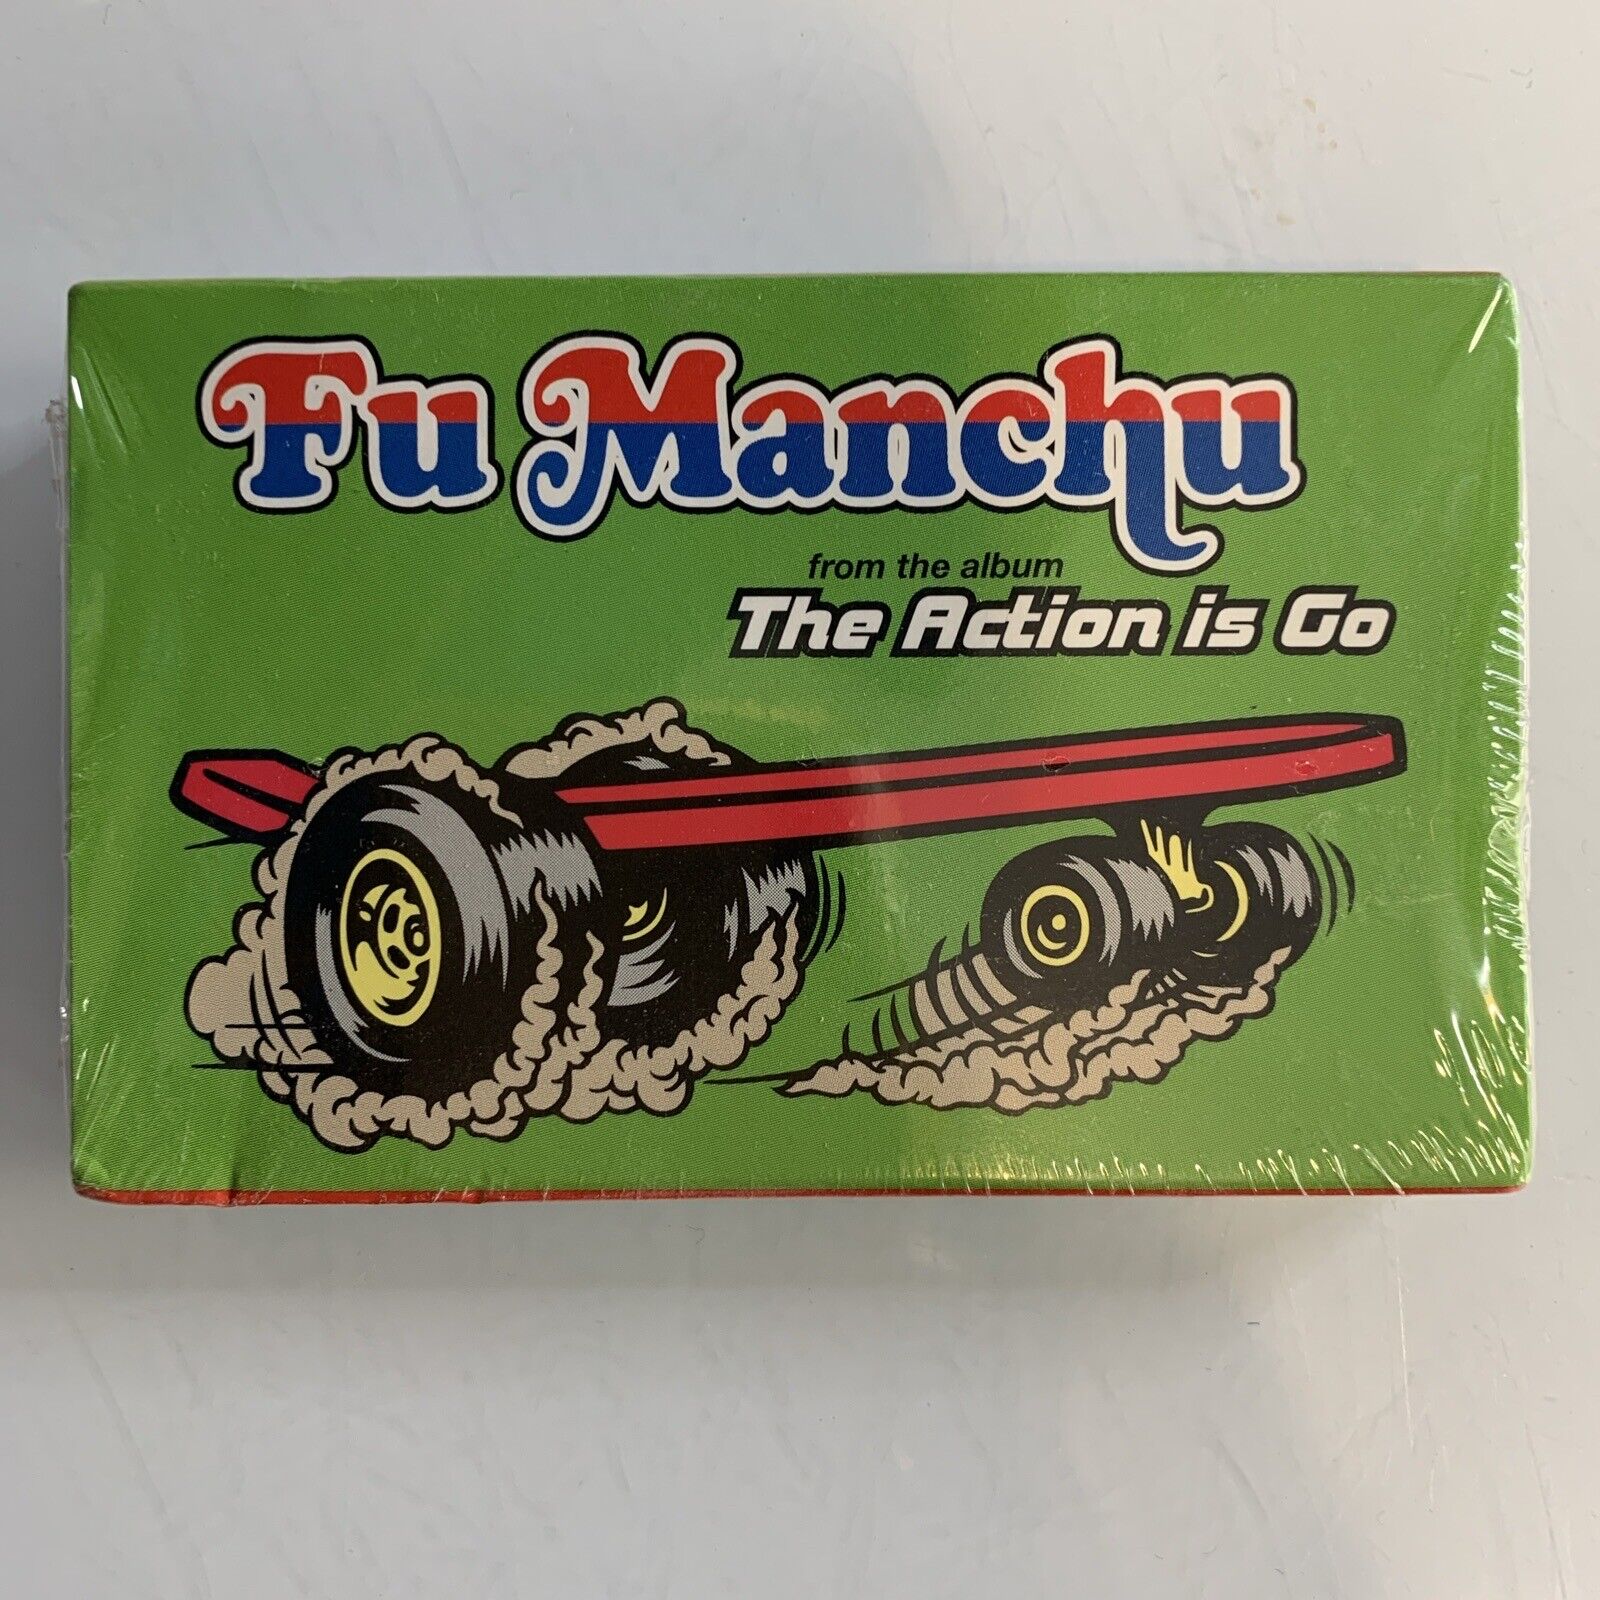 Fu Manchu
from the album
The Action is Go